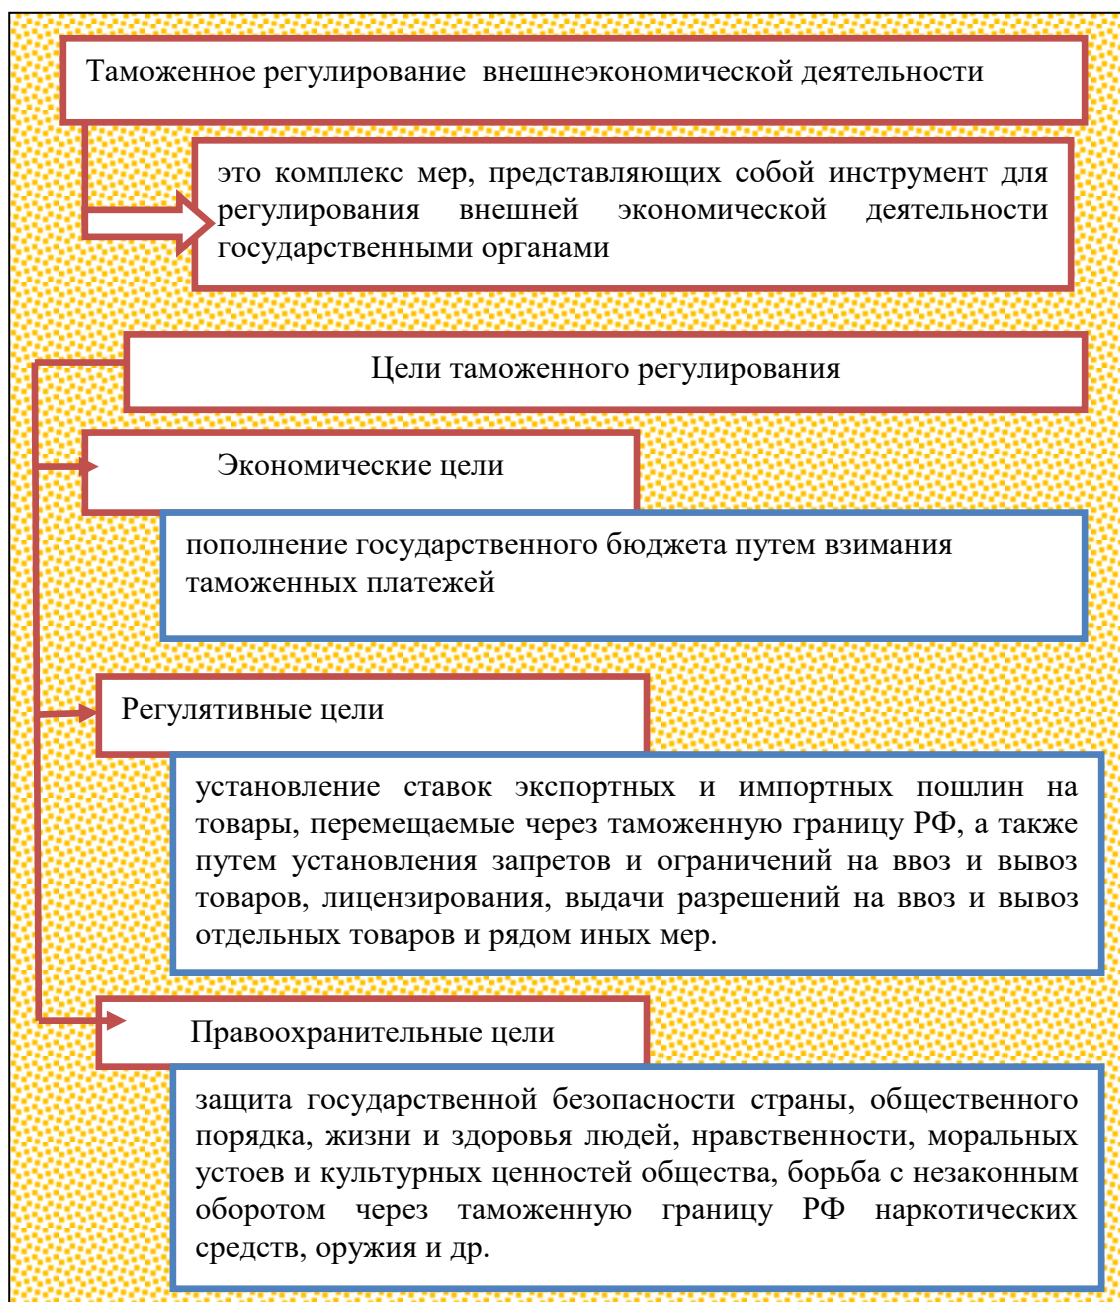 Таможенное регулирование внешнеэкономической деятельности
это комплекс мер, представляющих собой инструмент для
регулирования внешней экономической деятельности
государственными органами
Цели таможенного регулирования
Экономические цели
пополнение государственного бюджета путем взимания
таможенных платежей
Регулятивные цели
установление ставок экспортных и импортных пошлин на
товары, перемещаемые через таможенную границу РФ, а также
путем установления запретов и ограничений на ввоз и вывоз
товаров, лицензирования, выдачи разрешений на ввоз и вывоз
отдельных товаров и рядом иных мер.
Правоохранительные цели
защита государственной безопасности страны, общественного
порядка, жизни и здоровья людей, нравственности, моральных
устоев и культурных ценностей общества, борьба с незаконным
оборотом через таможенную границу РФ наркотических
средств, оружия и др.